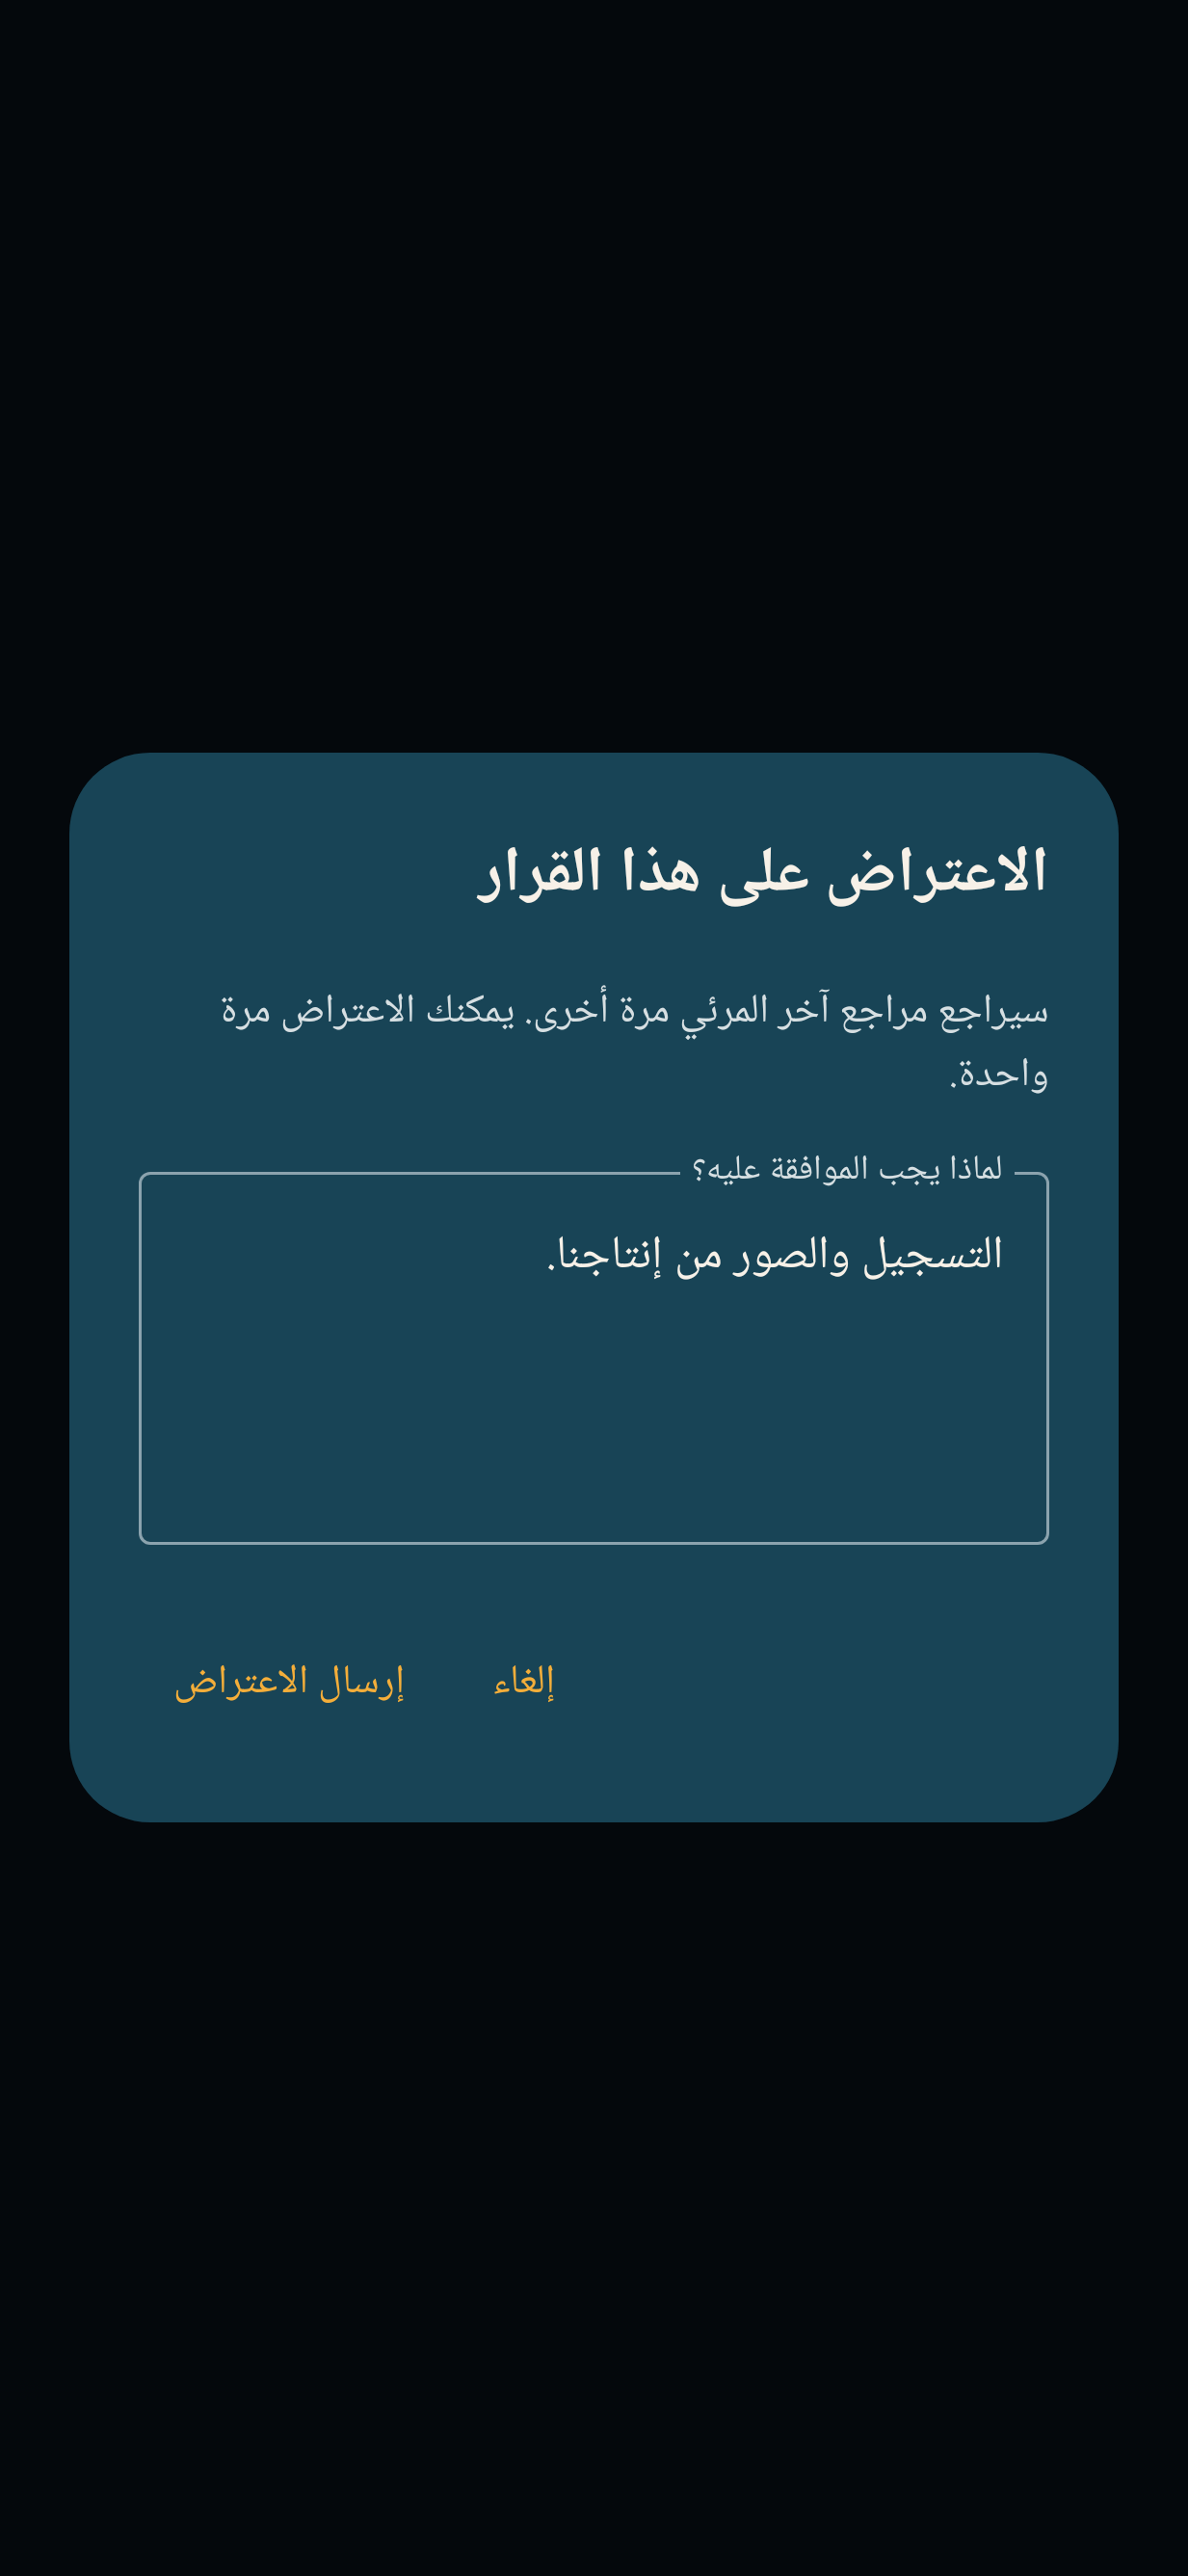 الاعتراض على هذا القرار
سيراجع مراجع آخر المرئي مرة أخرى. يمكنك الاعتراض مرة
واحدة.
لماذا يجب الموافقة عليه؟
التسجيل والصور من إنتاجنا.
إلغاء
إرسال الاعتراض